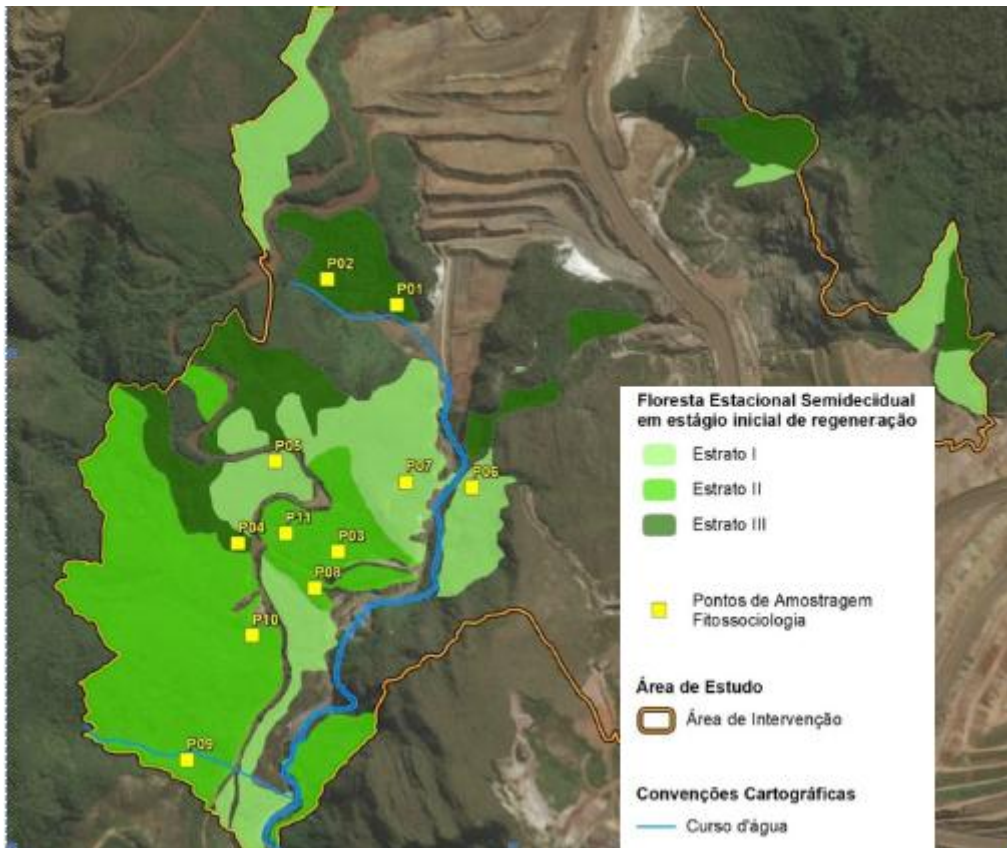 P02
P01
P05
P07
P06
P11
P04
P03
P08
P10
P09
Floresta Estacional Semideciidual
em estágio inicial de regeneração
Estrato I
Estrato II
Estrato III
Pontos de Amostragem
Fitossociologia
Área de Estudo
Área de Intervenção
Convenções Cartográficas
Curso d'água